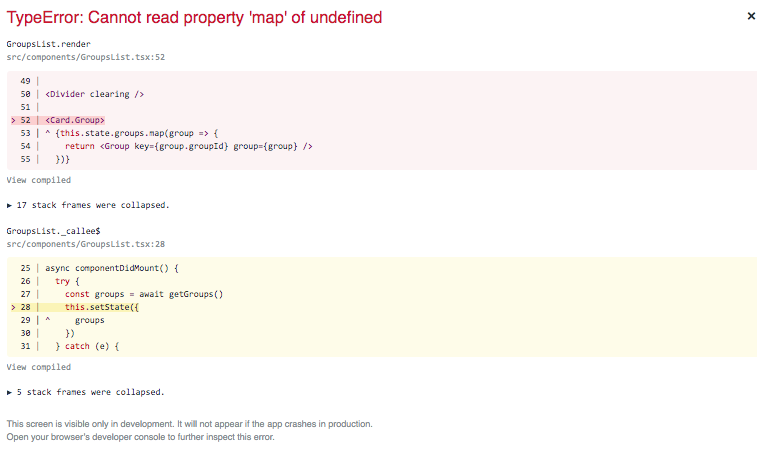 TypeError: Cannot read property 'map' of undefined
×
GroupsList.render
src/components/GroupsList.tsx:52
49 |
50 | <Divider clearing />
51 |
> 52 | <Card.Group>
53 | ^ {this.state.groups.map(group => {
54 |     return <Group key={group.groupId} group={group} />
55 |   })}
View compiled
▶ 17 stack frames were collapsed.
GroupsList._callee$
src/components/GroupsList.tsx:28
25 | async componentDidMount() {
26 |   try {
27 |     const groups = await getGroups()
> 28 |     this.setState({
29 | ^     groups
30 |     })
31 |   } catch (e) {
View compiled
▶ 5 stack frames were collapsed.
This screen is visible only in development. It will not appear if the app crashes in production.
Open your browser's developer console to further inspect this error.